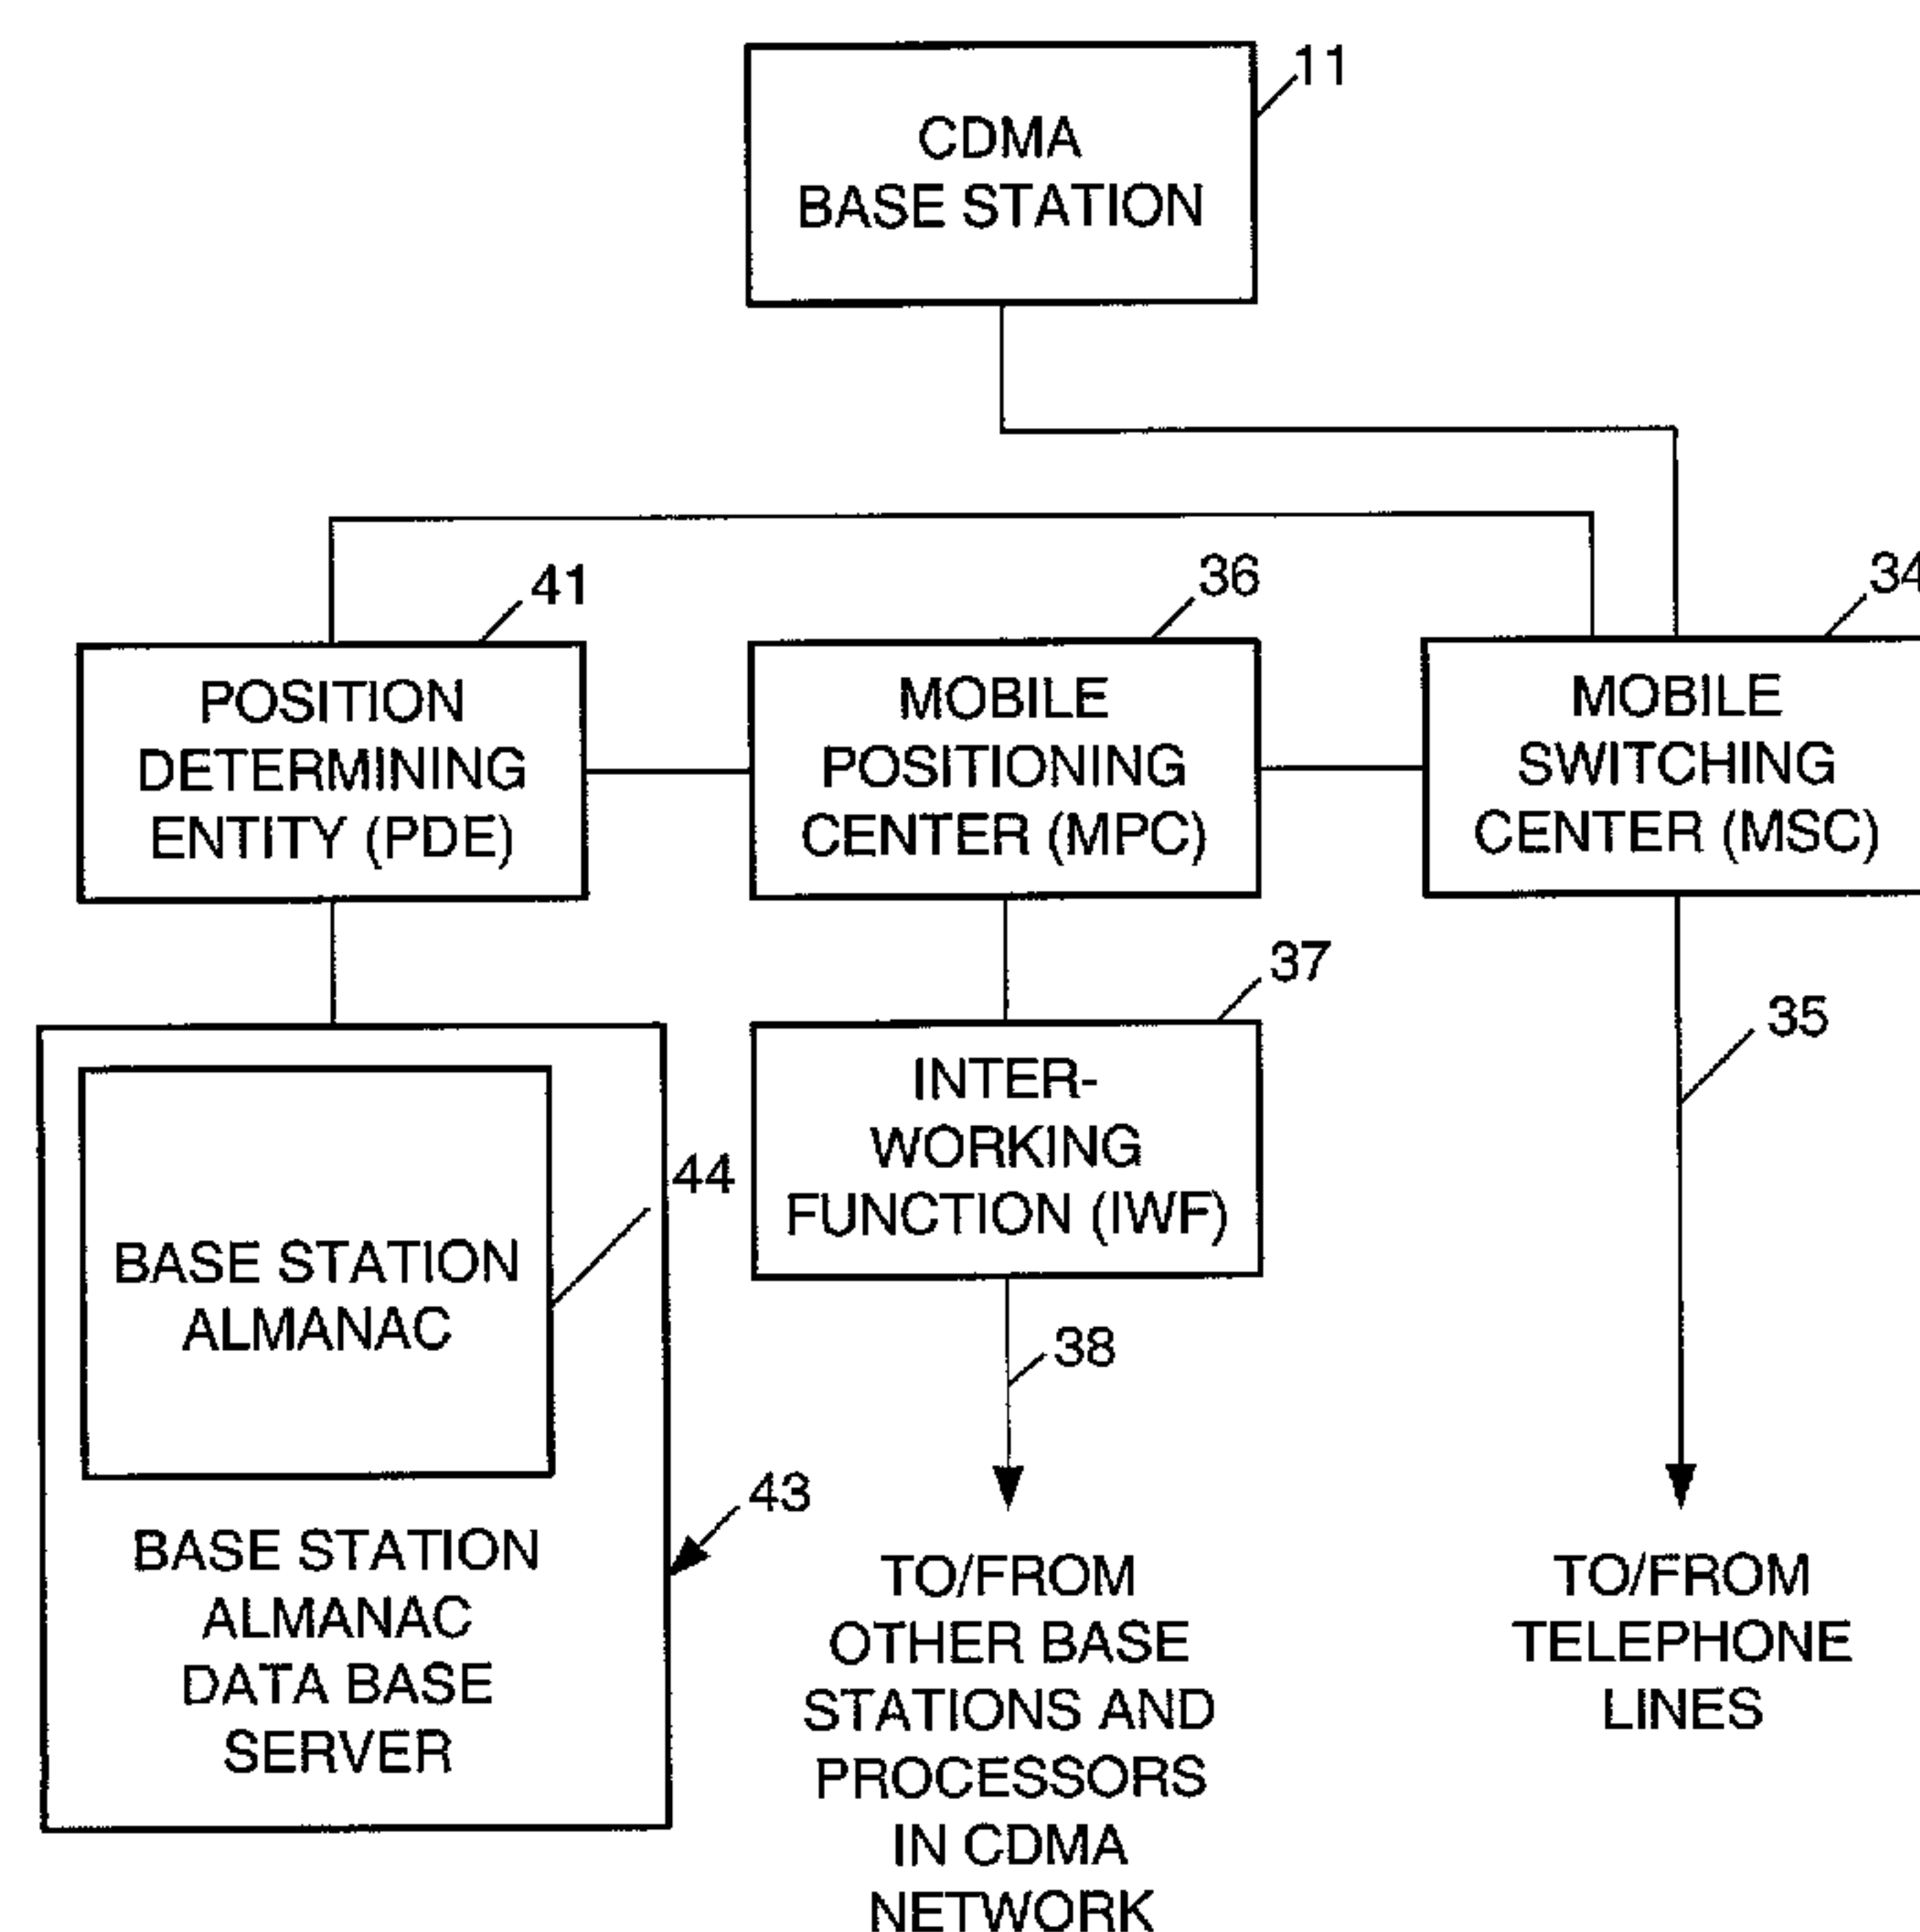 11
CDMA
BASE STATION
41
36
34
POSITION
DETERMINING
ENTITY (PDE)
MOBILE
POSITIONING
CENTER (MPC)
MOBILE
SWITCHING
CENTER (MSC)
37
35
INTER-
WORKING
FUNCTION (IWF)
44
BASE STATION
ALMANAC
38
43
BASE STATION
ALMANAC
DATA BASE
SERVER
TO/FROM
OTHER BASE
STATIONS AND
PROCESSORS
IN CDMA
NETWORK
TO/FROM
TELEPHONE
LINES